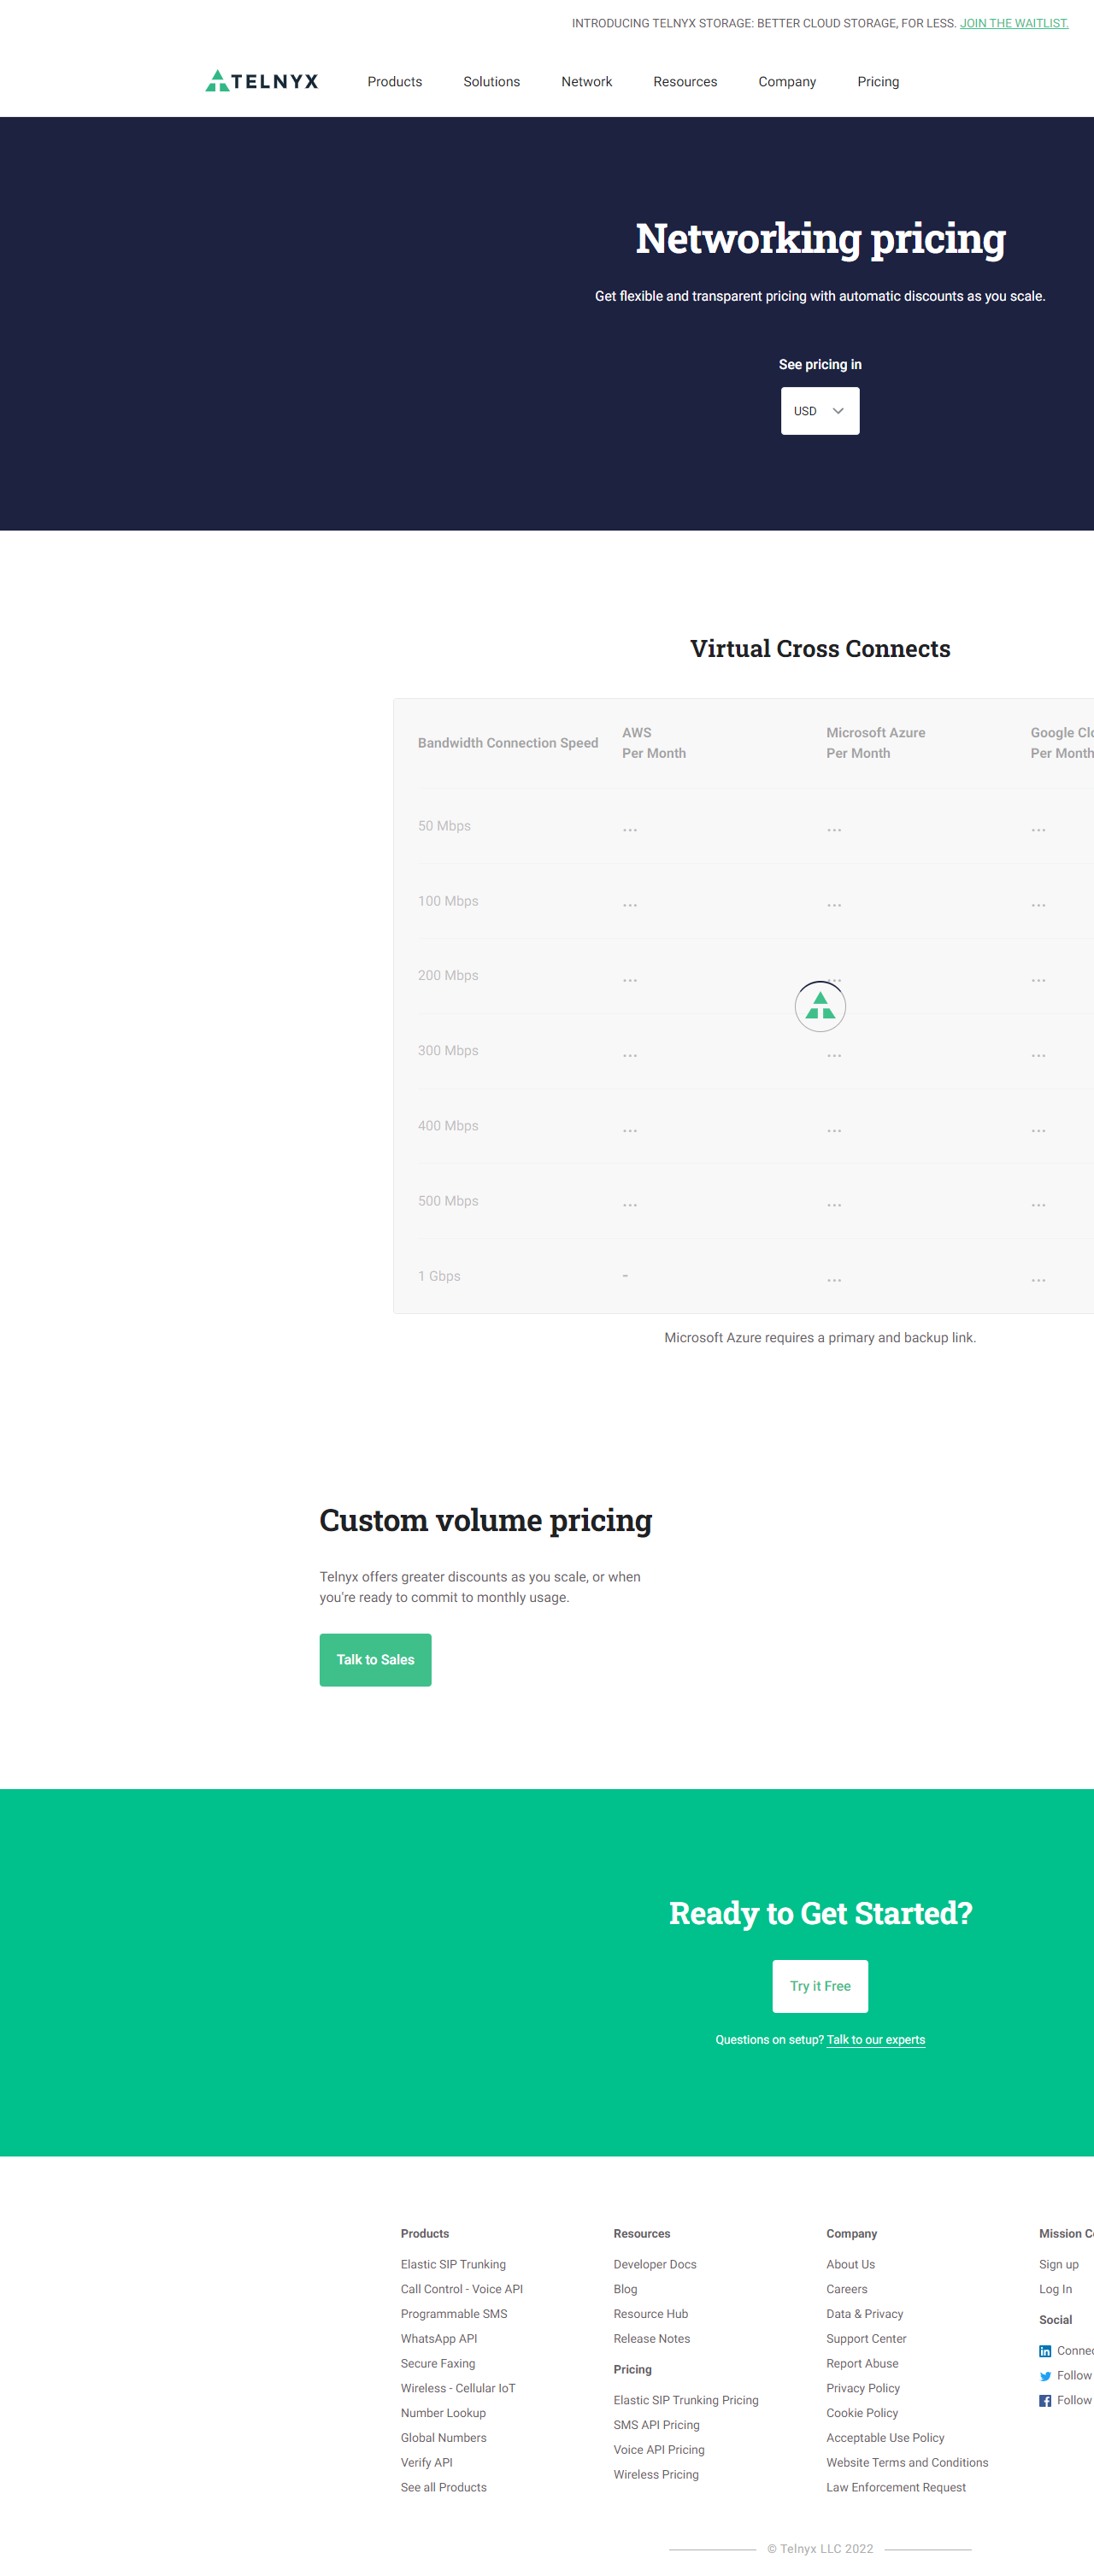 INTRODUCING TELNYX STORAGE: BETTER CLOUD STORAGE, FOR LESS. JOIN THE WAITLIST.
TELNYX
Products
Solutions
Network
Resources
Company
Pricing
Networking pricing
Get flexible and transparent pricing with automatic discounts as you scale.
See pricing in
USD
Virtual Cross Connects
Bandwidth Connection Speed
AWS
Per Month
Microsoft Azure
Per Month
Google Clo
Per Month
50 Mbps ... ... ...
100 Mbps ... ... ...
200 Mbps ... ... ...
300 Mbps ... ... ...
400 Mbps ... ... ...
500 Mbps ... ... ...
1 Gbps - ... ...
Microsoft Azure requires a primary and backup link.
Custom volume pricing
Telnyx offers greater discounts as you scale, or when
you're ready to commit to monthly usage.
Talk to Sales
Ready to Get Started?
Try it Free
Questions on setup? Talk to our experts
Products
Elastic SIP Trunking
Call Control - Voice API
Programmable SMS
WhatsApp API
Secure Faxing
Wireless - Cellular IoT
Number Lookup
Global Numbers
Verify API
See all Products
Resources
Developer Docs
Blog
Resource Hub
Release Notes
Pricing
Elastic SIP Trunking Pricing
SMS API Pricing
Voice API Pricing
Wireless Pricing
Company
About Us
Careers
Data & Privacy
Support Center
Report Abuse
Privacy Policy
Cookie Policy
Acceptable Use Policy
Website Terms and Conditions
Law Enforcement Request
Mission Co
Sign up
Log In
Social
Connec
Follow
Follow
© Telnyx LLC 2022